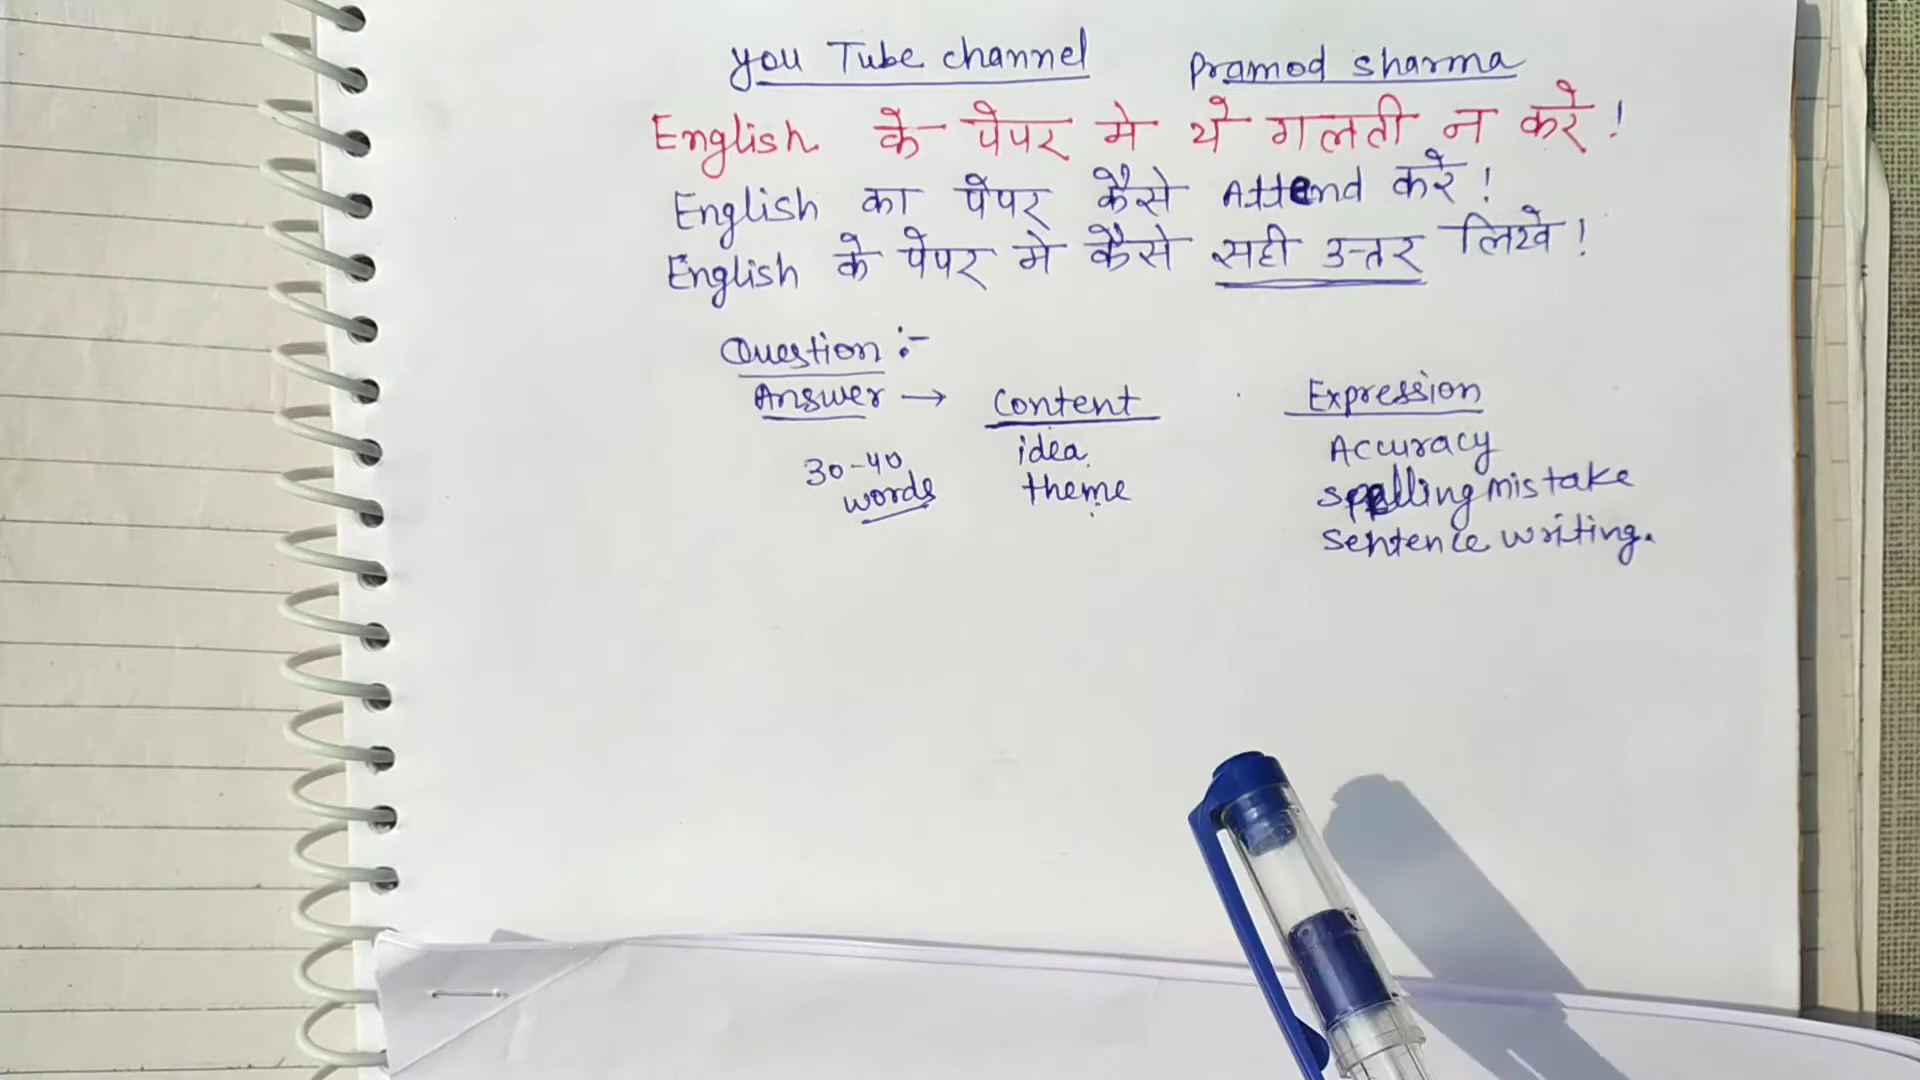 You Tube channel Pramod Sharma
English के पेपर मे ये गलती न करे !
English का पेपर कैसे Attend करे !
English के पेपर मे कैसे सही उत्तर लिखे !
Question :-
Answer → Content Expression
30-40 words idea theme Accuracy
spelling mistake
sentence writing.